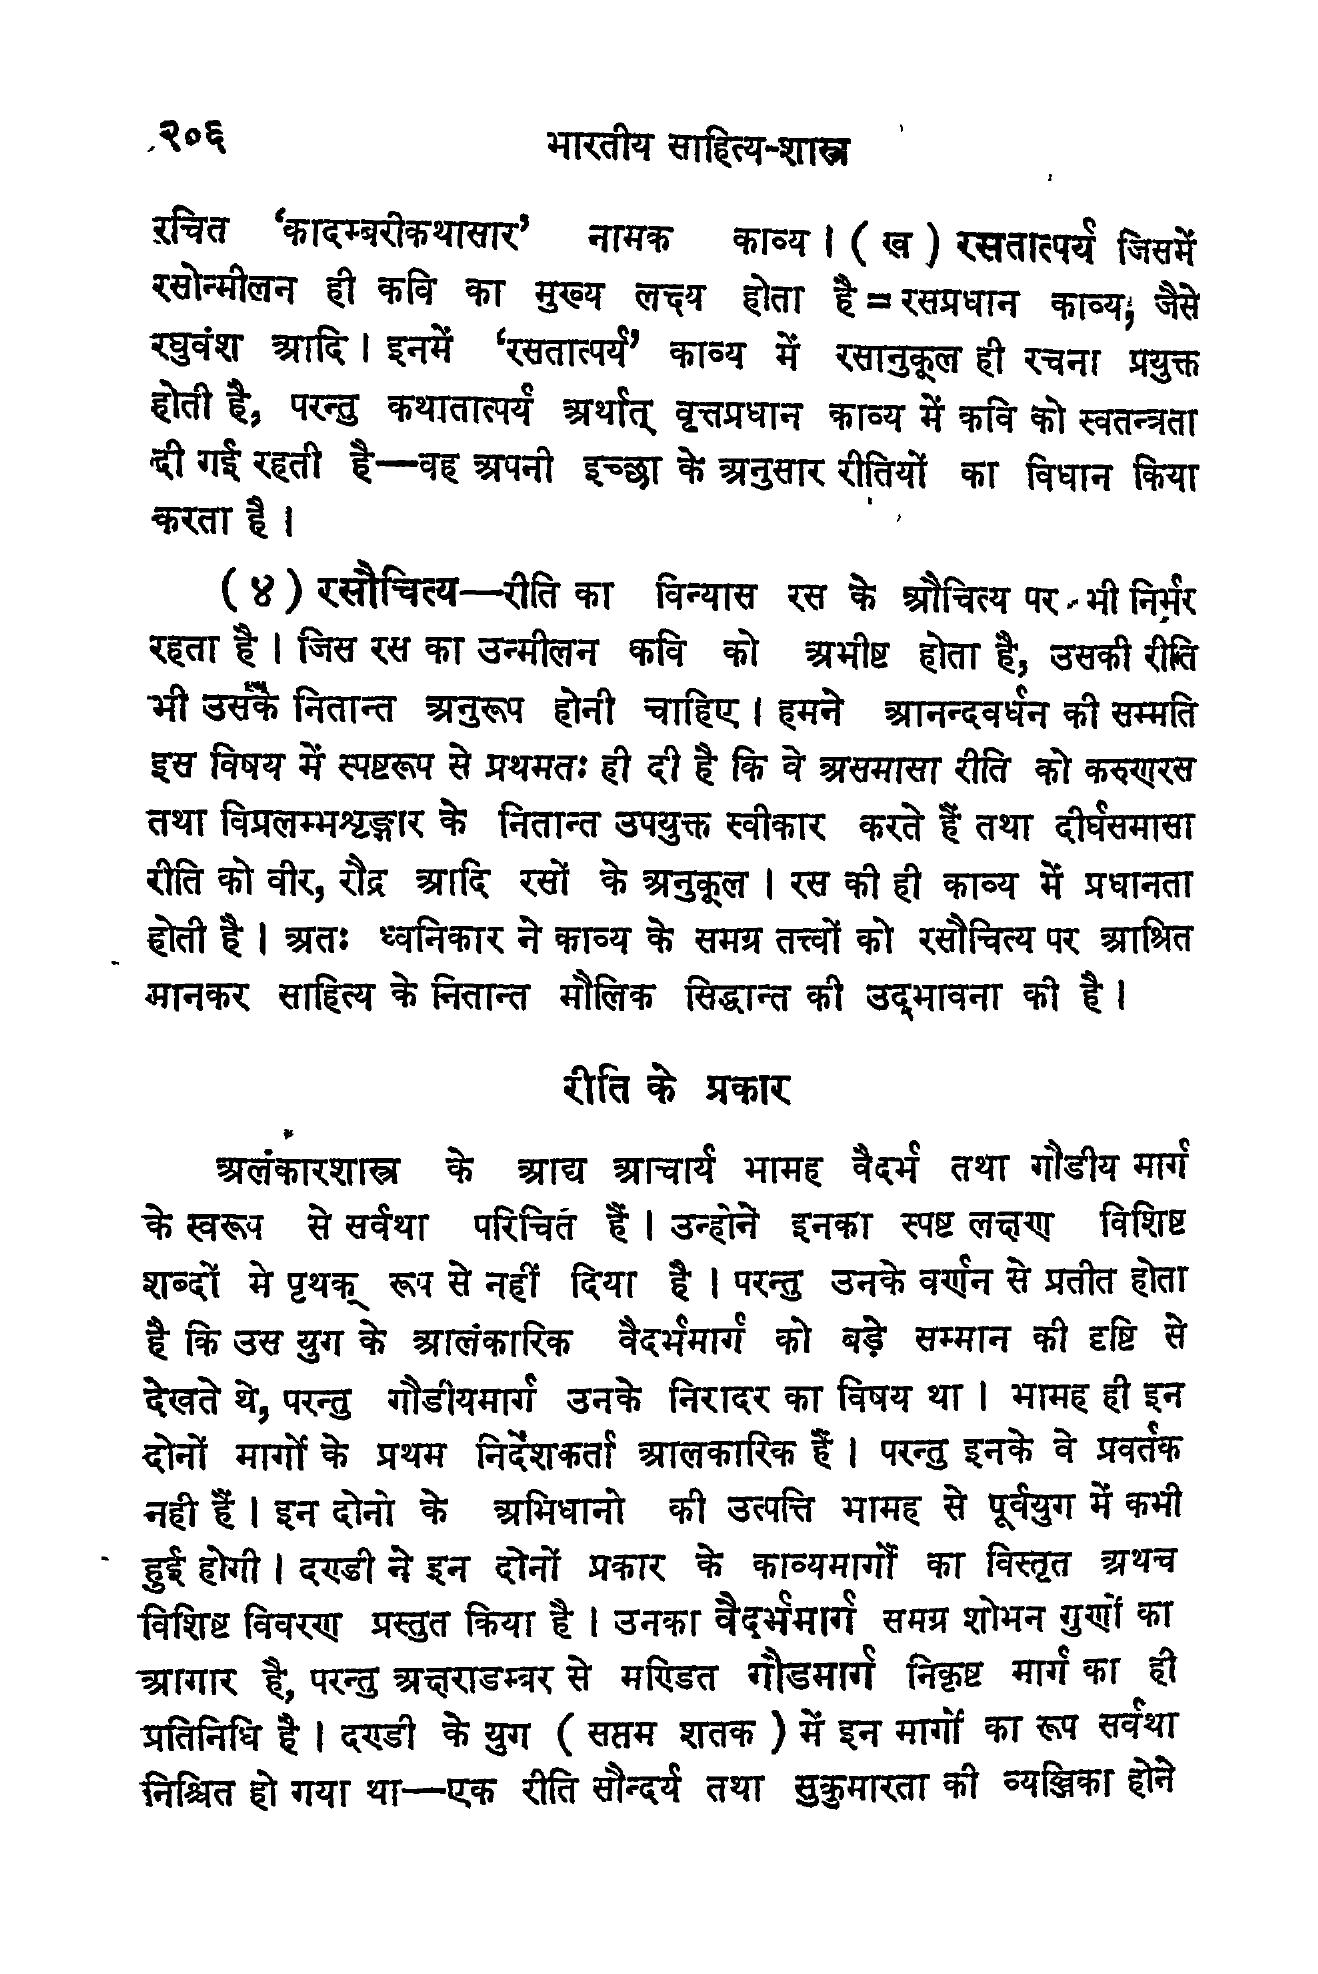 २०६
भारतीय साहित्य-शास्त्र
रचित 'कादम्बरीकथासार' नामक काव्य। ( ख ) रसतात्पर्य जिसमें
रसोन्मीलन ही कवि का मुख्य लक्ष्य होता है = रसप्रधान काव्य, जैसे
रघुवंश आदि। इनमें 'रसतात्पर्य' काव्य में रसानुकूल ही रचना प्रयुक्त
होती है, परन्तु कथातात्पर्य अर्थात् वृत्तप्रधान काव्य में कवि को स्वतन्त्रता
दी गई रहती है—वह अपनी इच्छा के अनुसार रीतियों का विधान किया
करता है।
( ४ ) रसौचित्य—रीति का विन्यास रस के औचित्य पर भी निर्भर
रहता है। जिस रस का उन्मीलन कवि को अभीष्ट होता है, उसकी रीति
भी उसके नितान्त अनुरूप होनी चाहिए। हमने आनन्दवर्धन की सम्मति
इस विषय में स्पष्टरूप से प्रथमतः ही दी है कि वे असमासा रीति को करुणरस
तथा विप्रलम्भशृङ्गार के नितान्त उपयुक्त स्वीकार करते हैं तथा दीर्घसमासा
रीति को वीर, रौद्र आदि रसों के अनुकूल। रस की ही काव्य में प्रधानता
होती है। अतः ध्वनिकार ने काव्य के समग्र तत्त्वों को रसौचित्य पर आश्रित
मानकर साहित्य के नितान्त मौलिक सिद्धान्त की उद्भावना की है।
रीति के प्रकार
अलंकारशास्त्र के आद्य आचार्य भामह वैदर्भ तथा गौडीय मार्ग
के स्वरूप से सर्वथा परिचित हैं। उन्होने इनका स्पष्ट लक्षण विशिष्ट
शब्दों मे पृथक् रूप से नहीं दिया है। परन्तु उनके वर्णन से प्रतीत होता
है कि उस युग के आलंकारिक वैदर्भमार्ग को बड़े सम्मान की दृष्टि से
देखते थे, परन्तु गौडीयमार्ग उनके निरादर का विषय था। भामह ही इन
दोनों मार्गों के प्रथम निर्देशकर्ता आलकारिक हैं। परन्तु इनके वे प्रवर्तक
नही हैं। इन दोनो के अभिधानो की उत्पत्ति भामह से पूर्वयुग में कभी
हुई होगी। दण्डी ने इन दोनों प्रकार के काव्यमार्गों का विस्तृत अथच
विशिष्ट विवरण प्रस्तुत किया है। उनका वैदर्भमार्ग समग्र शोभन गुणों का
आगार है, परन्तु अक्षराडम्बर से मण्डित गौडमार्ग निकृष्ट मार्ग का ही
प्रतिनिधि है। दण्डी के युग ( सप्तम शतक ) में इन मार्गों का रूप सर्वथा
निश्चित हो गया था—एक रीति सौन्दर्य तथा सुकुमारता की व्यञ्जिका होने